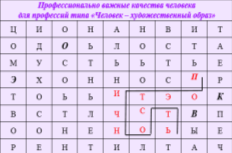 Профессионально важные качества человека
для профессий типа «Человек – художественный образ»
Ц И О Н А Н В И Т
О Д О Ь Л О С Т А
М У С Т Ь Ь Т Е Ь
Э Х О Н Н О С И Р
Т О Ь Ь И Т Э О К
В С Т Л Ч С Т В П
О О Н Е Н О Ь Ы О
Р Е Н Т И Л Т А Ч